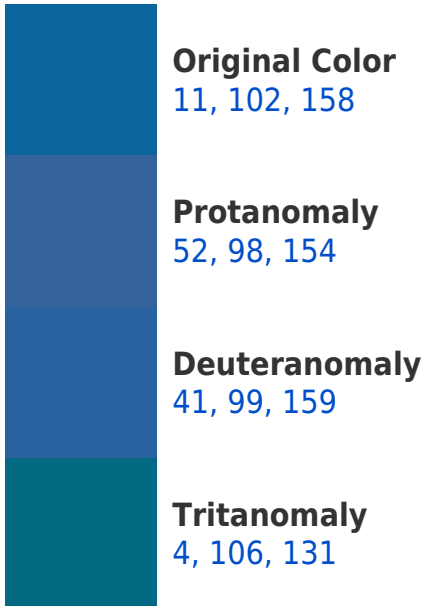 Original Color
11, 102, 158
Protanomaly
52, 98, 154
Deuteranomaly
41, 99, 159
Tritanomaly
4, 106, 131